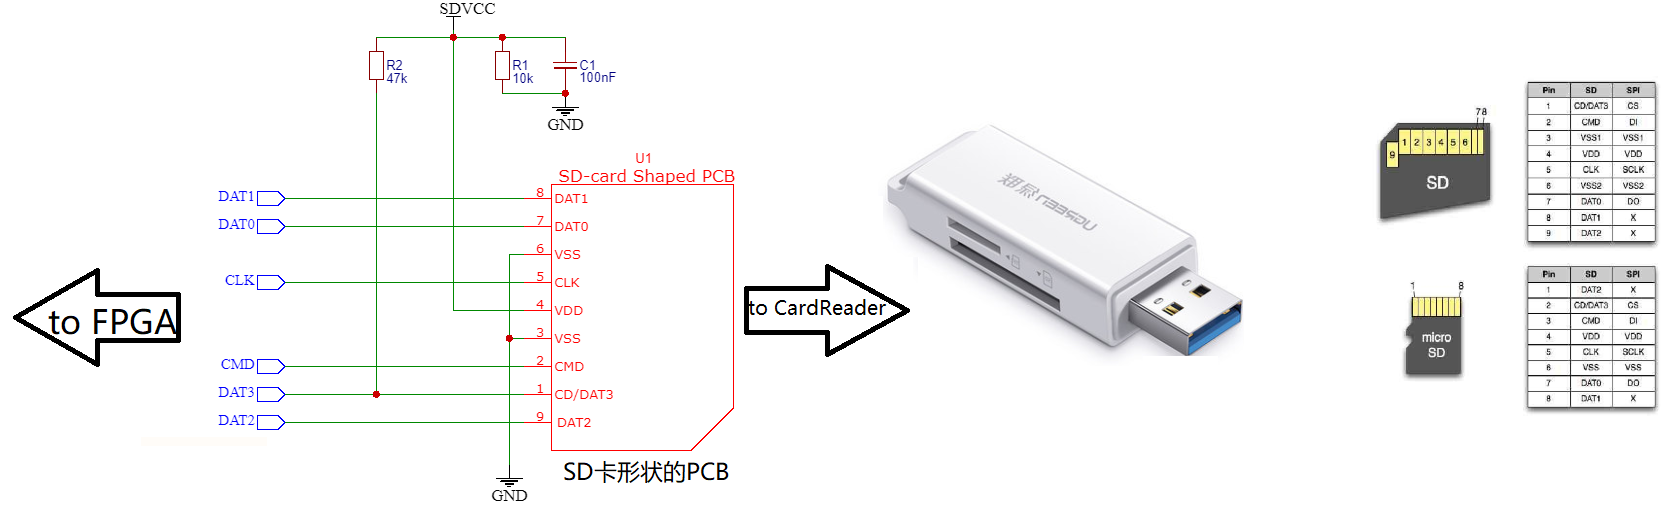 SDVCC
R2
47k
R1
10k
C1
100nF
GND
U1
SD-card Shaped PCB
DAT1
8
DAT1
DAT0
7
DAT0
6
VSS
CLK
5
CLK
4
VDD
3
VSS
CMD
2
CMD
DAT3
1
CD/DAT3
DAT2
9
DAT2
GND
SD卡形状的PCB
to FPGA
to CardReader
绿联 UGREEN
78
1 2 3 4 5 6
9
SD
Pin SD SPI
1 CD/DAT3 CS
2 CMD DI
3 VSS1 VSS1
4 VDD VDD
5 CLK SCLK
6 VSS2 VSS2
7 DAT0 DO
8 DAT1 X
9 DAT2 X
1 8
micro
SD
Pin SD SPI
1 DAT2 X
2 CD/DAT3 CS
3 CMD DI
4 VDD VDD
5 CLK SCLK
6 VSS VSS
7 DAT0 DO
8 DAT1 X